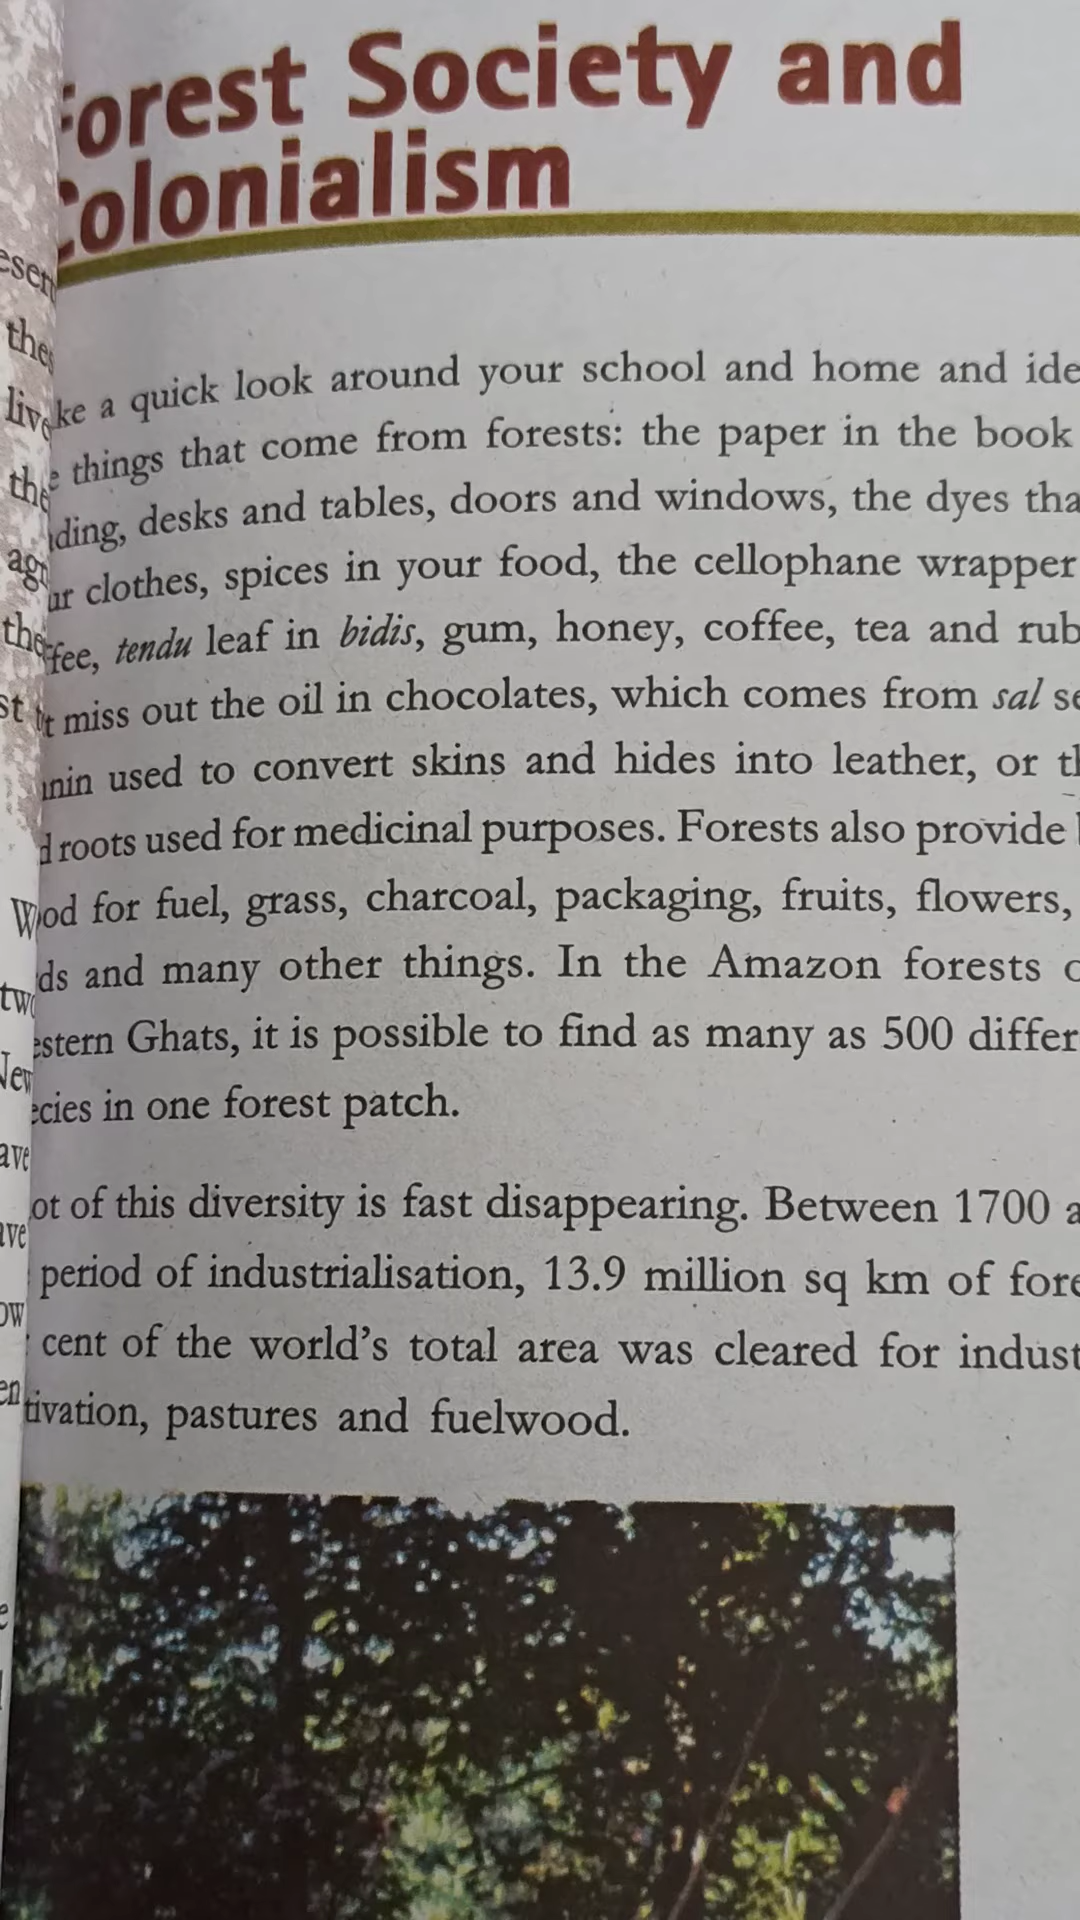 Forest Society and
Colonialism
ke a quick look around your school and home and ide
things that come from forests: the paper in the book
ding, desks and tables, doors and windows, the dyes tha
ur clothes, spices in your food, the cellophane wrapper
fee, tendu leaf in bidis, gum, honey, coffee, tea and rub
t miss out the oil in chocolates, which comes from sal se
nin used to convert skins and hides into leather, or th
d roots used for medicinal purposes. Forests also provide
od for fuel, grass, charcoal, packaging, fruits, flowers,
ds and many other things. In the Amazon forests o
estern Ghats, it is possible to find as many as 500 differ
ecies in one forest patch.
ot of this diversity is fast disappearing. Between 1700 a
period of industrialisation, 13.9 million sq km of fore
cent of the world's total area was cleared for indust
tivation, pastures and fuelwood.